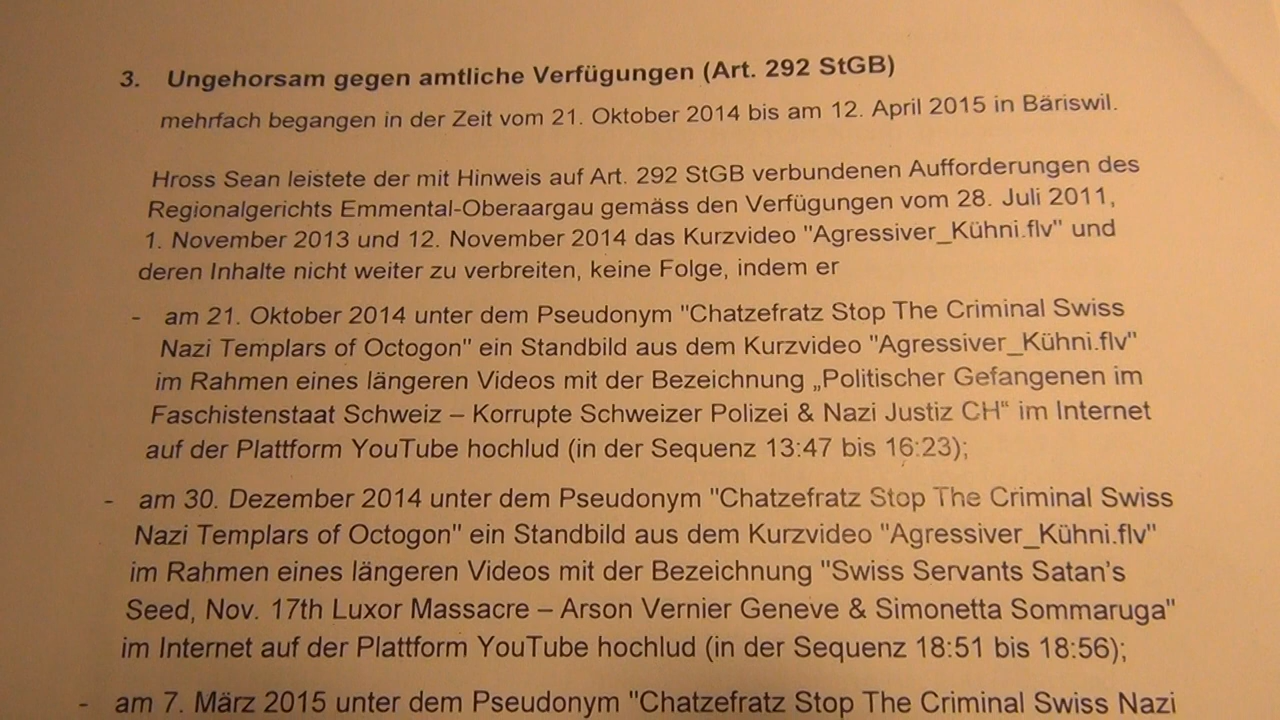 3. Ungehorsam gegen amtliche Verfügungen (Art. 292 StGB)
mehrfach begangen in der Zeit vom 21. Oktober 2014 bis am 12. April 2015 in Bäriswil.
Hross Sean leistete der mit Hinweis auf Art. 292 StGB verbundenen Aufforderungen des
Regionalgerichts Emmental-Oberaargau gemäss den Verfügungen vom 28. Juli 2011,
1. November 2013 und 12. November 2014 das Kurzvideo "Agressiver_Kühni.flv" und
deren Inhalte nicht weiter zu verbreiten, keine Folge, indem er
- am 21. Oktober 2014 unter dem Pseudonym "Chatzefratz Stop The Criminal Swiss
Nazi Templars of Octogon" ein Standbild aus dem Kurzvideo "Agressiver_Kühni.flv"
im Rahmen eines längeren Videos mit der Bezeichnung „Politischer Gefangenen im
Faschistenstaat Schweiz – Korrupte Schweizer Polizei & Nazi Justiz CH“ im Internet
auf der Plattform YouTube hochlud (in der Sequenz 13:47 bis 16:23);
- am 30. Dezember 2014 unter dem Pseudonym "Chatzefratz Stop The Criminal Swiss
Nazi Templars of Octogon" ein Standbild aus dem Kurzvideo "Agressiver_Kühni.flv"
im Rahmen eines längeren Videos mit der Bezeichnung "Swiss Servants Satan's
Seed, Nov. 17th Luxor Massacre – Arson Vernier Geneve & Simonetta Sommaruga"
im Internet auf der Plattform YouTube hochlud (in der Sequenz 18:51 bis 18:56);
- am 7. März 2015 unter dem Pseudonym "Chatzefratz Stop The Criminal Swiss Nazi